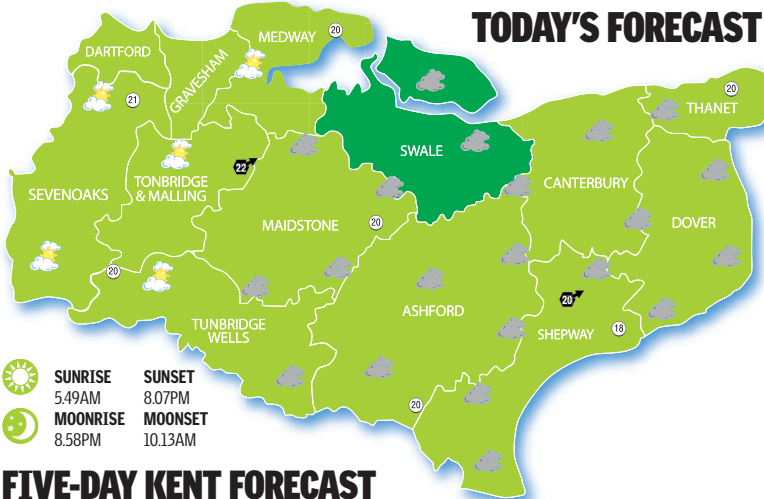 TODAY'S FORECAST
MEDWAY
20
DARTFORD
GRAVESHAM
21
20
THANET
SWALE
22
TONBRIDGE
& MALLING
SEVENOAKS
CANTERBURY
MAIDSTONE
20
DOVER
20
20
ASHFORD
TUNBRIDGE
WELLS
SHEPWAY
18
20
SUNRISE SUNSET
5.49AM 8.07PM
MOONRISE MOONSET
8.58PM 10.13AM
FIVE-DAY KENT FORECAST